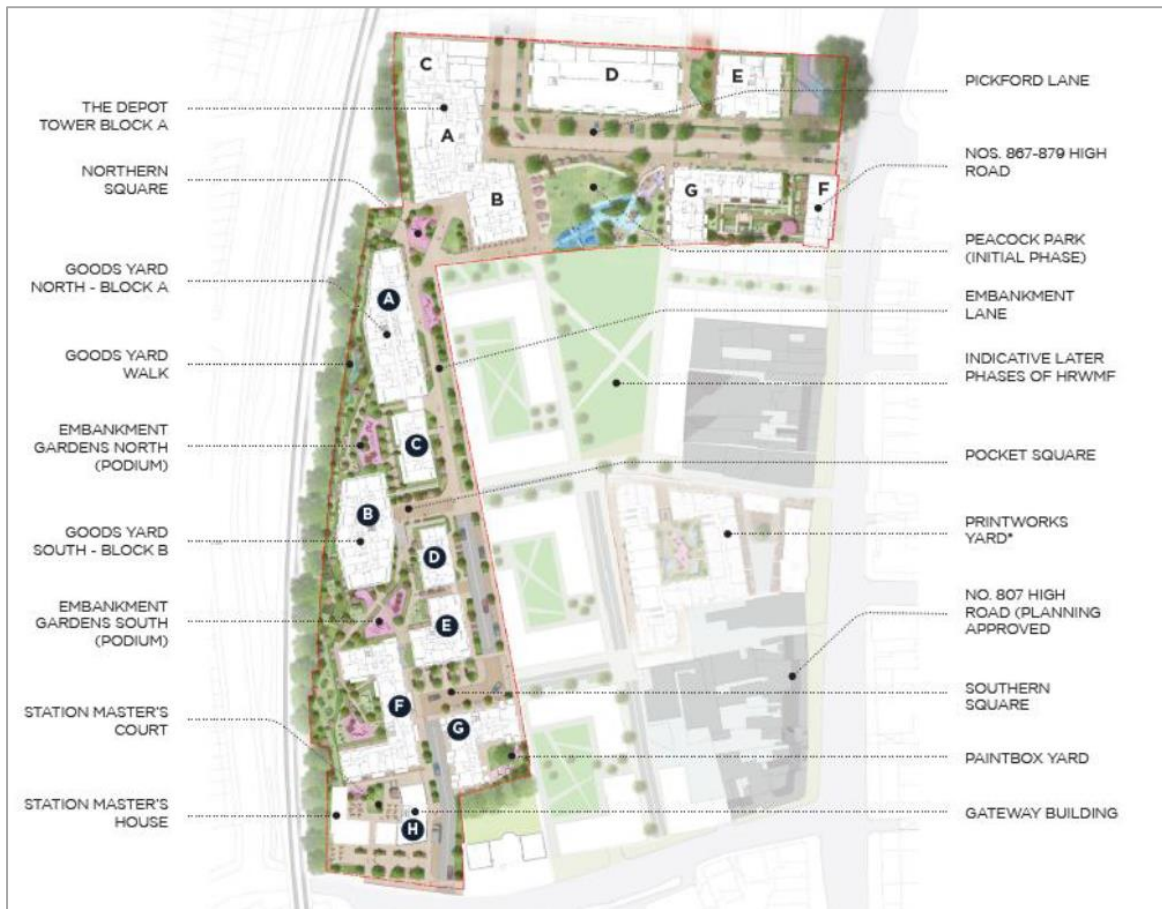 THE DEPOT
TOWER BLOCK A
NORTHERN
SQUARE
GOODS YARD
NORTH - BLOCK A
GOODS YARD
WALK
EMBANKMENT
GARDENS NORTH
(PODIUM)
GOODS YARD
SOUTH - BLOCK B
EMBANKMENT
GARDENS SOUTH
(PODIUM)
STATION MASTER'S
COURT
STATION MASTER'S
HOUSE
C
D
E
A
B
G
F
A
C
B
D
E
F
G
H
PICKFORD LANE
NOS. 867-879 HIGH
ROAD
PEACOCK PARK
(INITIAL PHASE)
EMBANKMENT
LANE
INDICATIVE LATER
PHASES OF HRWMF
POCKET SQUARE
PRINTWORKS
YARD*
NO. 807 HIGH
ROAD (PLANNING
APPROVED
SOUTHERN
SQUARE
PAINTBOX YARD
GATEWAY BUILDING